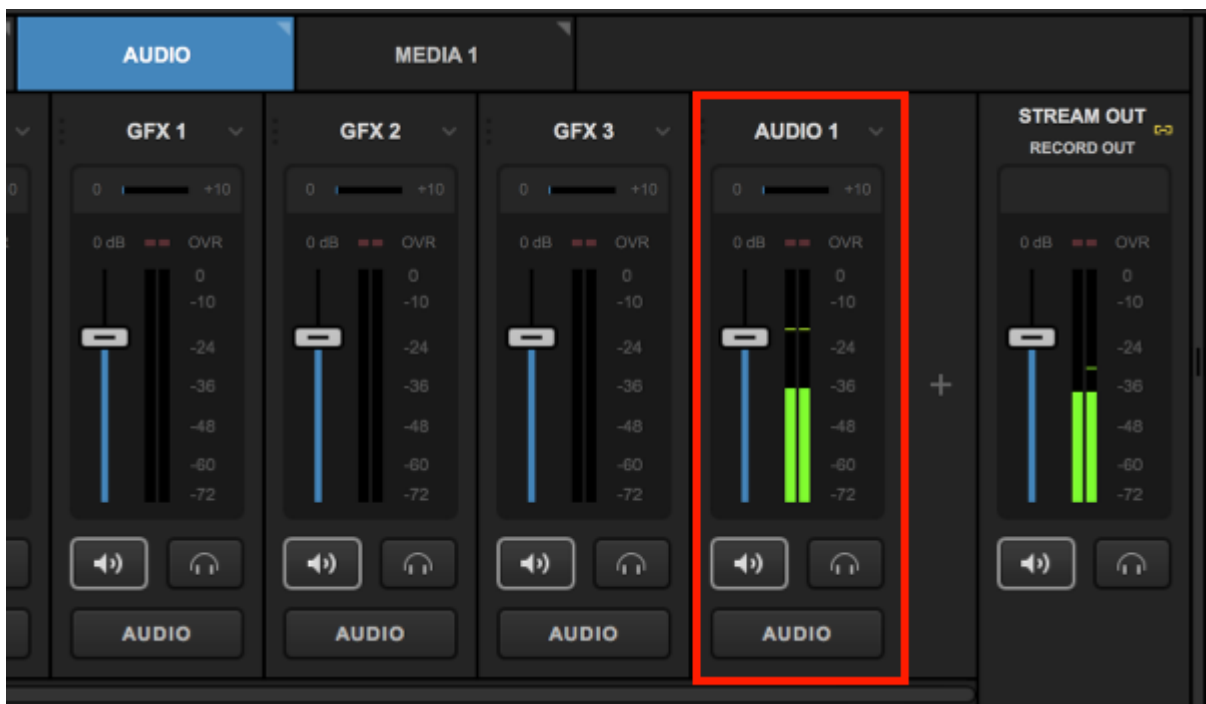 AUDIO MEDIA 1
GFX 1 GFX 2 GFX 3 AUDIO 1 STREAM OUT
RECORD OUT
0 0 +10 0 +10 0 +10 0 +10
0 dB OVR 0 dB OVR 0 dB OVR 0 dB OVR 0 dB OVR
0 0 0 0 0
-10 -10 -10 -10 -10
-24 -24 -24 -24 -24
-36 -36 -36 -36 + -36
-48 -48 -48 -48 -48
-60 -60 -60 -60 -60
-72 -72 -72 -72 -72
AUDIO AUDIO AUDIO AUDIO